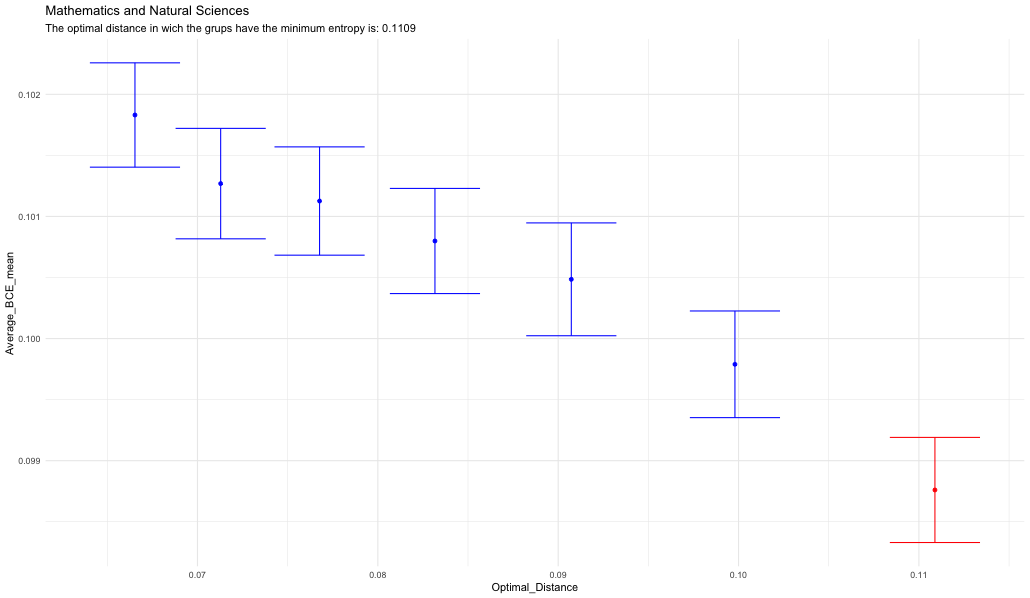 Mathematics and Natural Sciences
The optimal distance in wich the grups have the minimum entropy is: 0.1109
0.102
0.101
0.100
0.099
Average_BCE_mean
0.07
0.08
0.09
0.10
0.11
Optimal_Distance